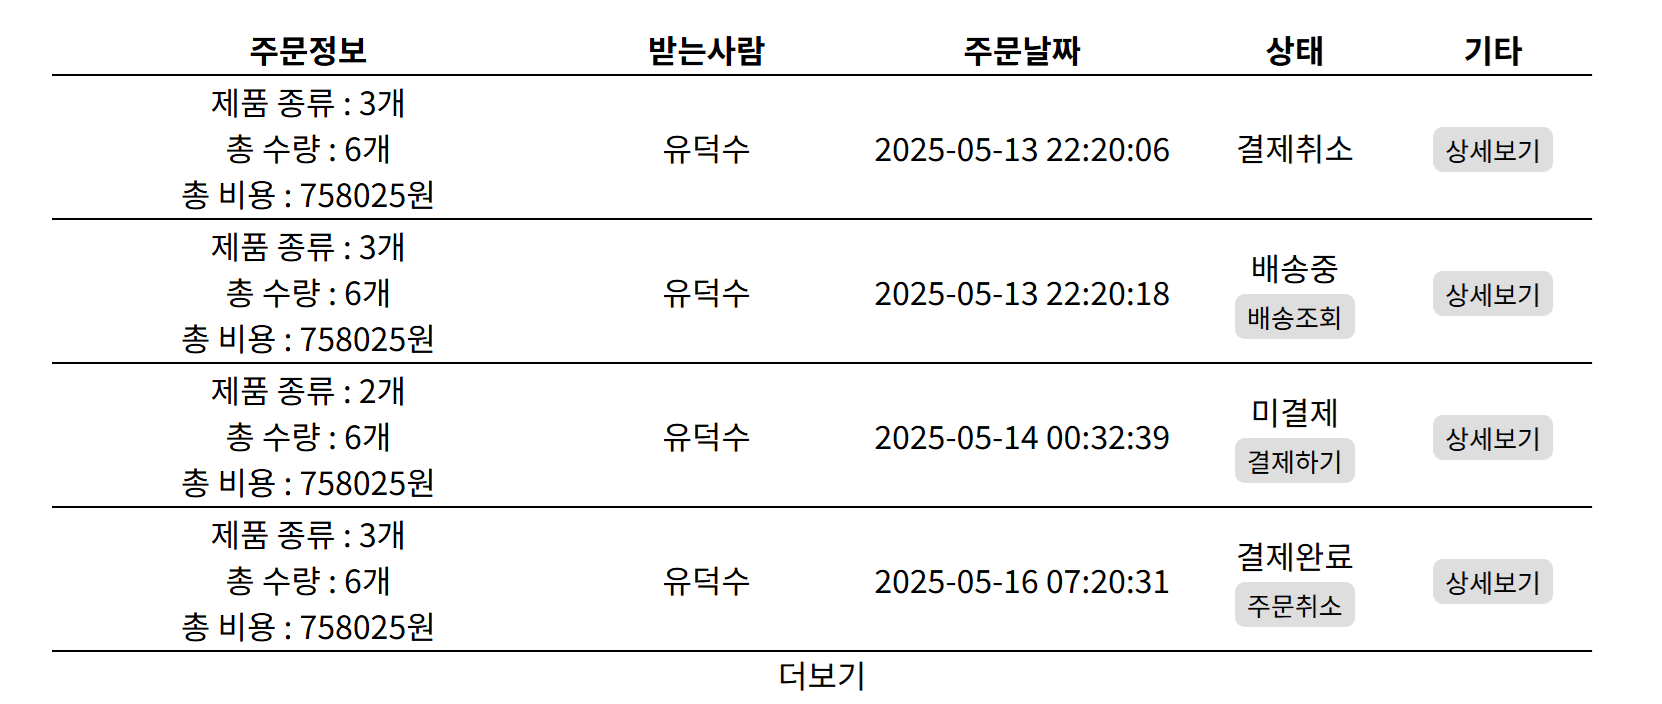 주문정보 받는사람 주문날짜 상태 기타
제품 종류 : 3개
총 수량 : 6개
총 비용 : 758025원
유덕수
2025-05-13 22:20:06
결제취소
상세보기
제품 종류 : 3개
총 수량 : 6개
총 비용 : 758025원
유덕수
2025-05-13 22:20:18
배송중
배송조회
상세보기
제품 종류 : 2개
총 수량 : 6개
총 비용 : 758025원
유덕수
2025-05-14 00:32:39
미결제
결제하기
상세보기
제품 종류 : 3개
총 수량 : 6개
총 비용 : 758025원
유덕수
2025-05-16 07:20:31
결제완료
주문취소
상세보기
더보기